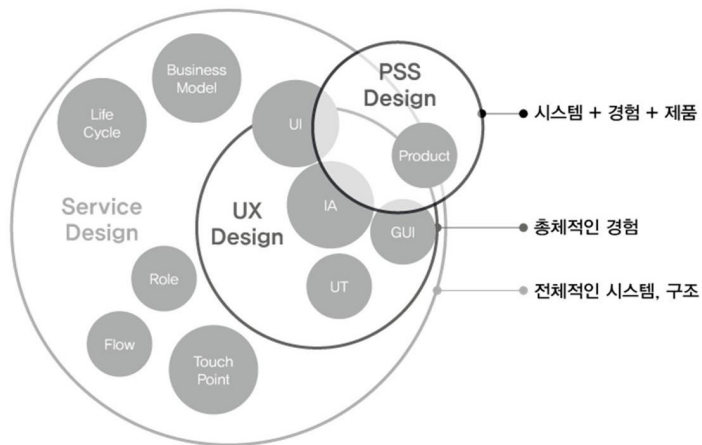 PSS
Design
Business
Model
Life
Cycle
UI
Product
시스템 + 경험 + 제품
Service
Design
UX
Design
IA
GUI
총체적인 경험
Role
UT
전체적인 시스템, 구조
Flow
Touch
Point